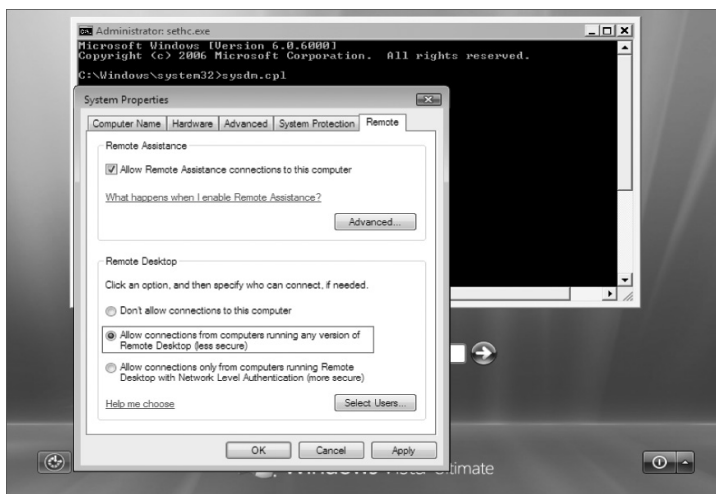 Administrator: sethc.exe
Microsoft Windows [Version 6.0.6000]
Copyright (c) 2006 Microsoft Corporation.  All rights reserved.
C:\Windows\system32>sysdm.cpl
System Properties
Computer Name Hardware Advanced System Protection Remote
Remote Assistance
Allow Remote Assistance connections to this computer
What happens when I enable Remote Assistance?
Advanced...
Remote Desktop
Click an option, and then specify who can connect, if needed.
Don't allow connections to this computer
Allow connections from computers running any version of
Remote Desktop (less secure)
Allow connections only from computers running Remote
Desktop with Network Level Authentication (more secure)
Help me choose
Select Users...
OK Cancel Apply